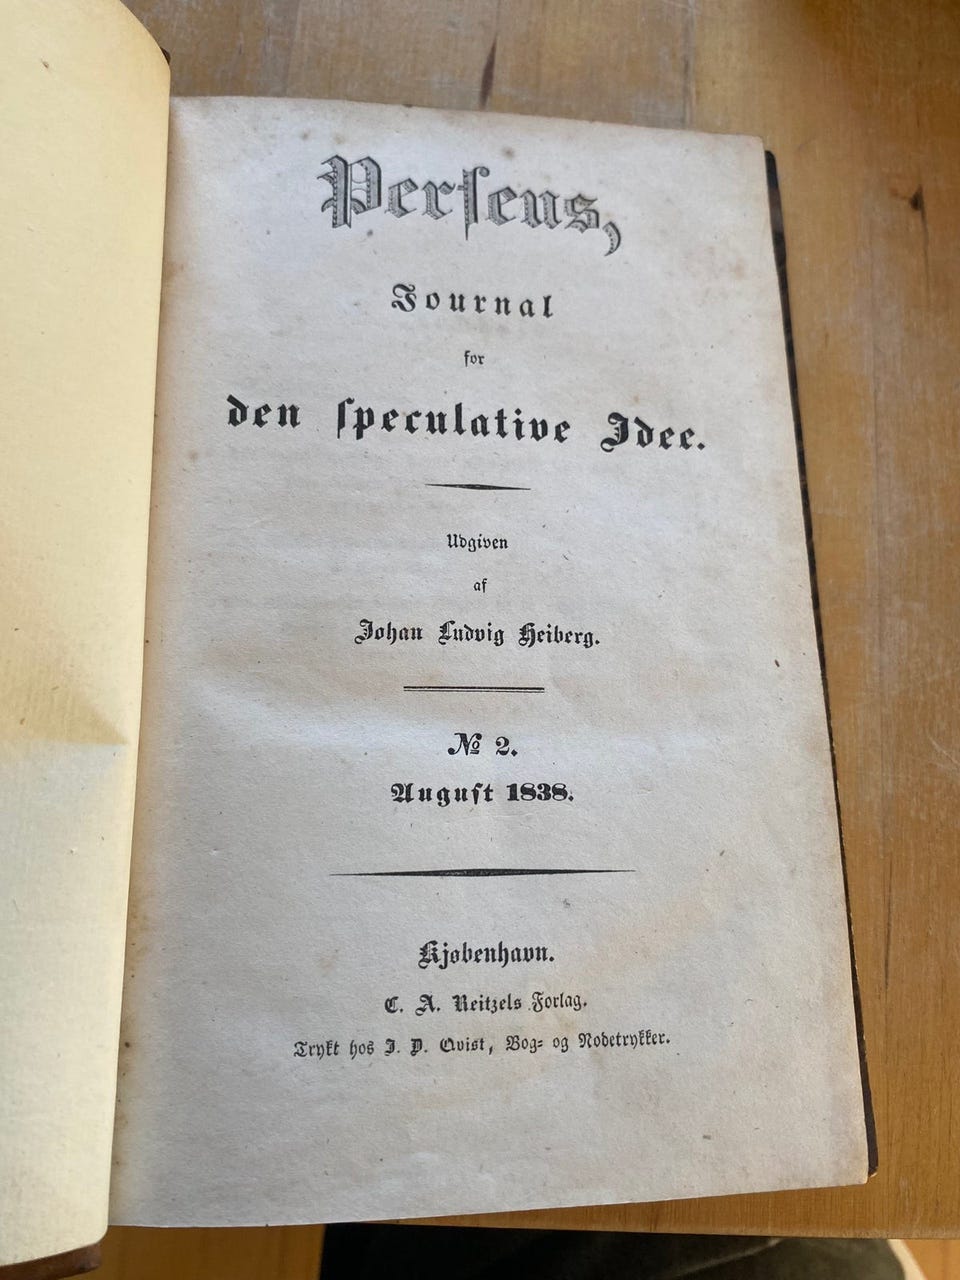 Perſeus,
Journal
for
den ſpeculative Idee.
Udgiven
af
Johan Ludvig Heiberg.
№ 2.
Auguſt 1838.
Kjøbenhavn.
C. A. Reitzels Forlag.
Trykt hos J. D. Qvist, Bog= og Nodetrykker.